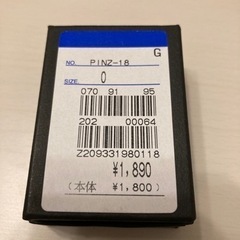 G
NO. PINZ-18
SIZE 0
070 91 95
202 00064
Z209331980118
¥1,890
(本体 ¥1,800)